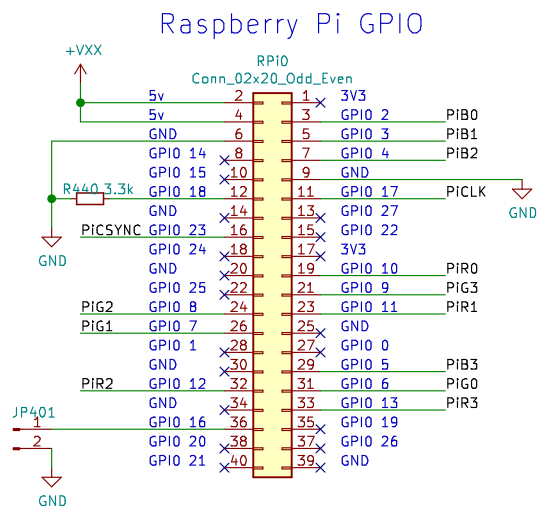 Raspberry Pi GPIO
+VXX
RPi0
Conn_02x20_Odd_Even
5v 2 1 3V3
5v 4 3 GPIO 2 PiB0
GND 6 5 GPIO 3 PiB1
GPIO 14 8 7 GPIO 4 PiB2
GPIO 15 10 9 GND
R440 3.3k GPIO 18 12 11 GPIO 17 PiCLK
GND 14 13 GPIO 27 GND
PiCSYNC GPIO 23 16 15 GPIO 22
GND GPIO 24 18 17 3V3
GND 20 19 GPIO 10 PiR0
GPIO 25 22 21 GPIO 9 PiG3
PiG2 GPIO 8 24 23 GPIO 11 PiR1
PiG1 GPIO 7 26 25 GND
GPIO 1 28 27 GPIO 0
GND 30 29 GPIO 5 PiB3
PiR2 GPIO 12 32 31 GPIO 6 PiG0
GND 34 33 GPIO 13 PiR3
JP401
1 GPIO 16 36 35 GPIO 19
2 GPIO 20 38 37 GPIO 26
GPIO 21 40 39 GND
GND